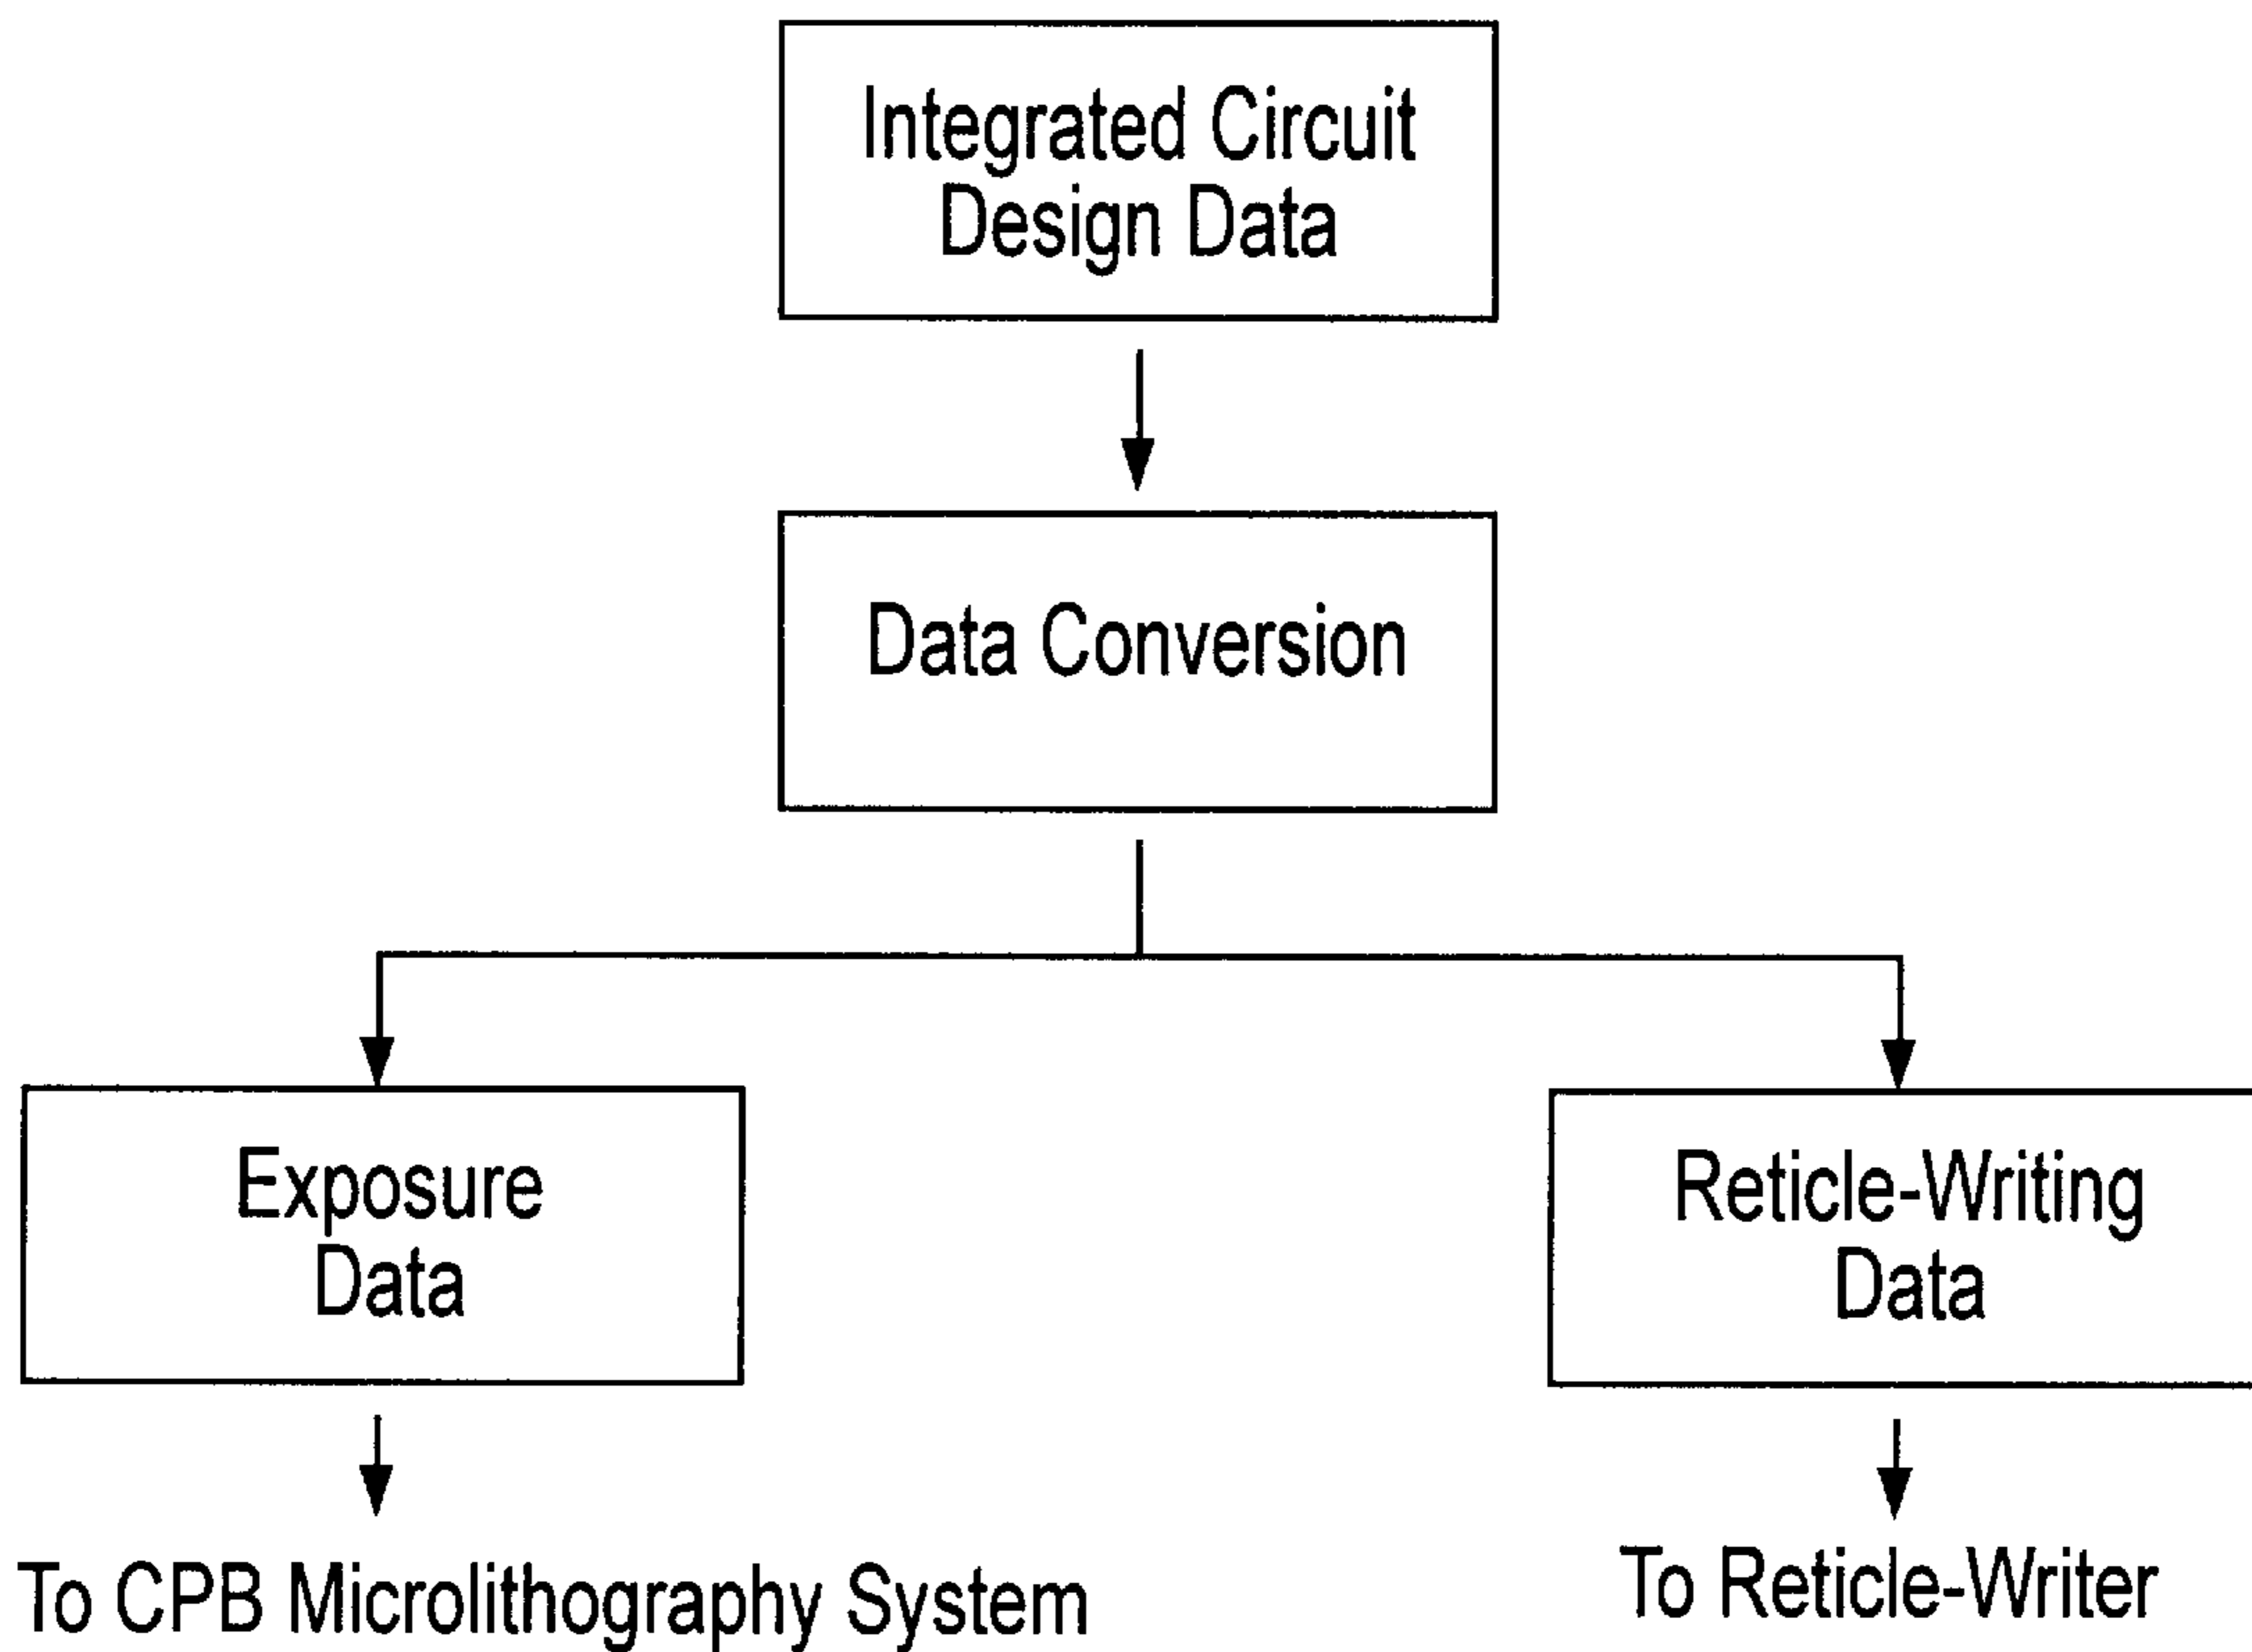 Integrated Circuit
Design Data
Data Conversion
Exposure
Data
Reticle-Writing
Data
To CPB Microlithography System
To Reticle-Writer